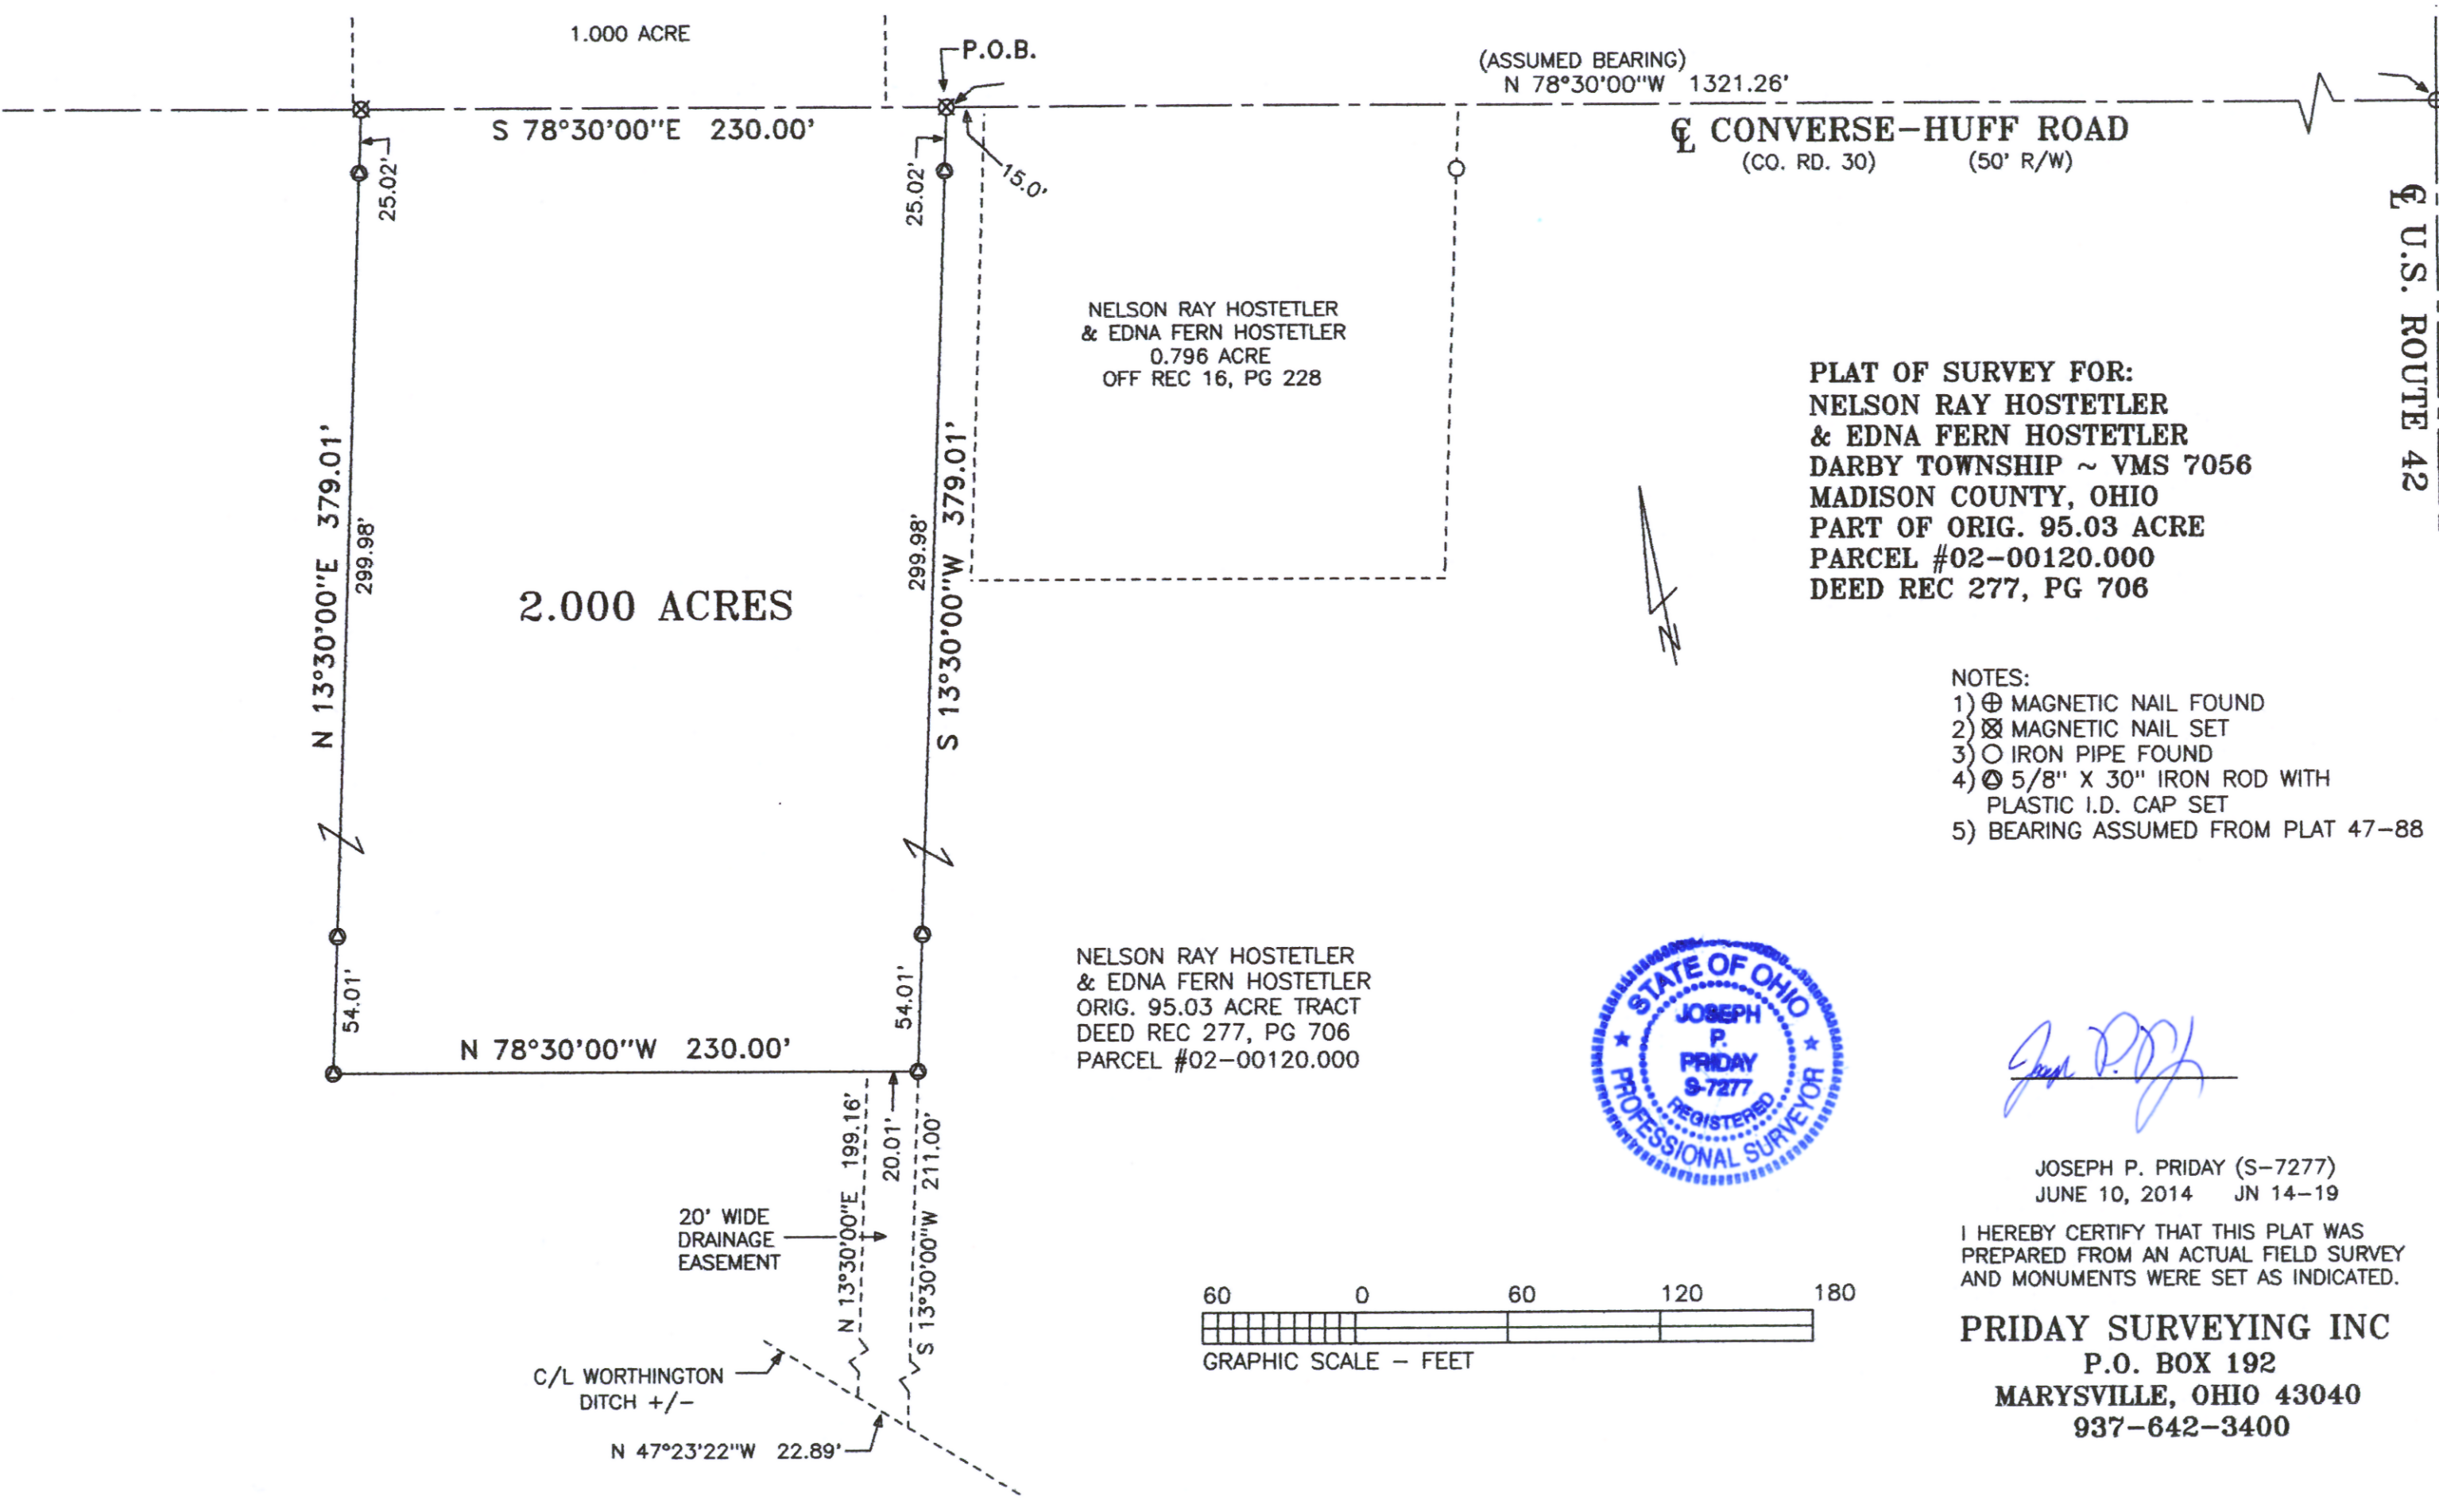 1.000 ACRE
P.O.B.
(ASSUMED BEARING)
N 78°30'00"W 1321.26'
S 78°30'00"E 230.00'
℄ CONVERSE-HUFF ROAD
(CO. RD. 30) (50' R/W)
25.02'
25.02'
15.0'
℄ U.S. ROUTE 42
NELSON RAY HOSTETLER
& EDNA FERN HOSTETLER
0.796 ACRE
OFF REC 16, PG 228
PLAT OF SURVEY FOR:
NELSON RAY HOSTETLER
& EDNA FERN HOSTETLER
DARBY TOWNSHIP ~ VMS 7056
MADISON COUNTY, OHIO
PART OF ORIG. 95.03 ACRE
PARCEL #02-00120.000
DEED REC 277, PG 706
N 13°30'00"E 379.01'
299.98'
2.000 ACRES
299.98'
S 13°30'00"W 379.01'
N
NOTES:
1) ⊕ MAGNETIC NAIL FOUND
2) ⊗ MAGNETIC NAIL SET
3) ○ IRON PIPE FOUND
4) 5/8" X 30" IRON ROD WITH
PLASTIC I.D. CAP SET
5) BEARING ASSUMED FROM PLAT 47-88
54.01'
54.01'
N 78°30'00"W 230.00'
NELSON RAY HOSTETLER
& EDNA FERN HOSTETLER
ORIG. 95.03 ACRE TRACT
DEED REC 277, PG 706
PARCEL #02-00120.000
STATE OF OHIO
JOSEPH
P.
PRIDAY
S-7277
REGISTERED
PROFESSIONAL SURVEYOR
JOSEPH P. PRIDAY (S-7277)
JUNE 10, 2014 JN 14-19
I HEREBY CERTIFY THAT THIS PLAT WAS
PREPARED FROM AN ACTUAL FIELD SURVEY
AND MONUMENTS WERE SET AS INDICATED.
PRIDAY SURVEYING INC
P.O. BOX 192
MARYSVILLE, OHIO 43040
937-642-3400
N 13°30'00"E 199.16'
20.01'
S 13°30'00"W 211.00'
20' WIDE
DRAINAGE
EASEMENT
C/L WORTHINGTON
DITCH +/-
N 47°23'22"W 22.89'
60 0 60 120 180
GRAPHIC SCALE - FEET